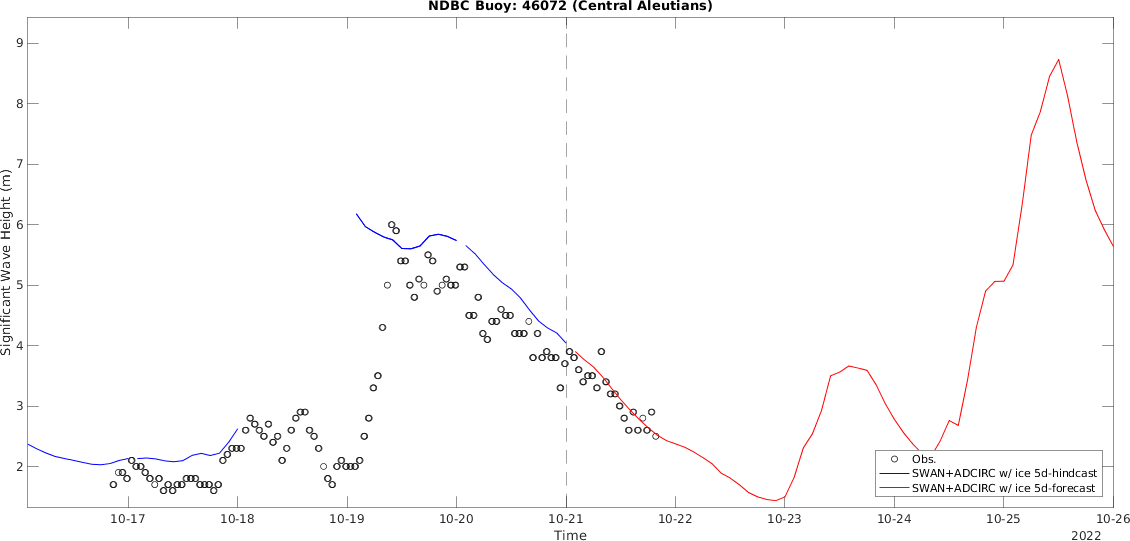 NDBC Buoy: 46072 (Central Aleutians)
Significant Wave Height (m)
9
8
7
6
5
4
3
2
10-17 10-18 10-19 10-20 10-21 10-22 10-23 10-24 10-25 10-26
Time
2022
Obs.
SWAN+ADCIRC w/ ice 5d-hindcast
SWAN+ADCIRC w/ ice 5d-forecast